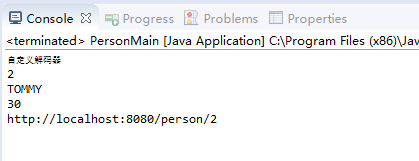 Console Progress Problems Properties
<terminated> PersonMain [Java Application] C:\Program Files (x86)\Jav
自定义解码器
2
TOMMY
30
http://localhost:8080/person/2